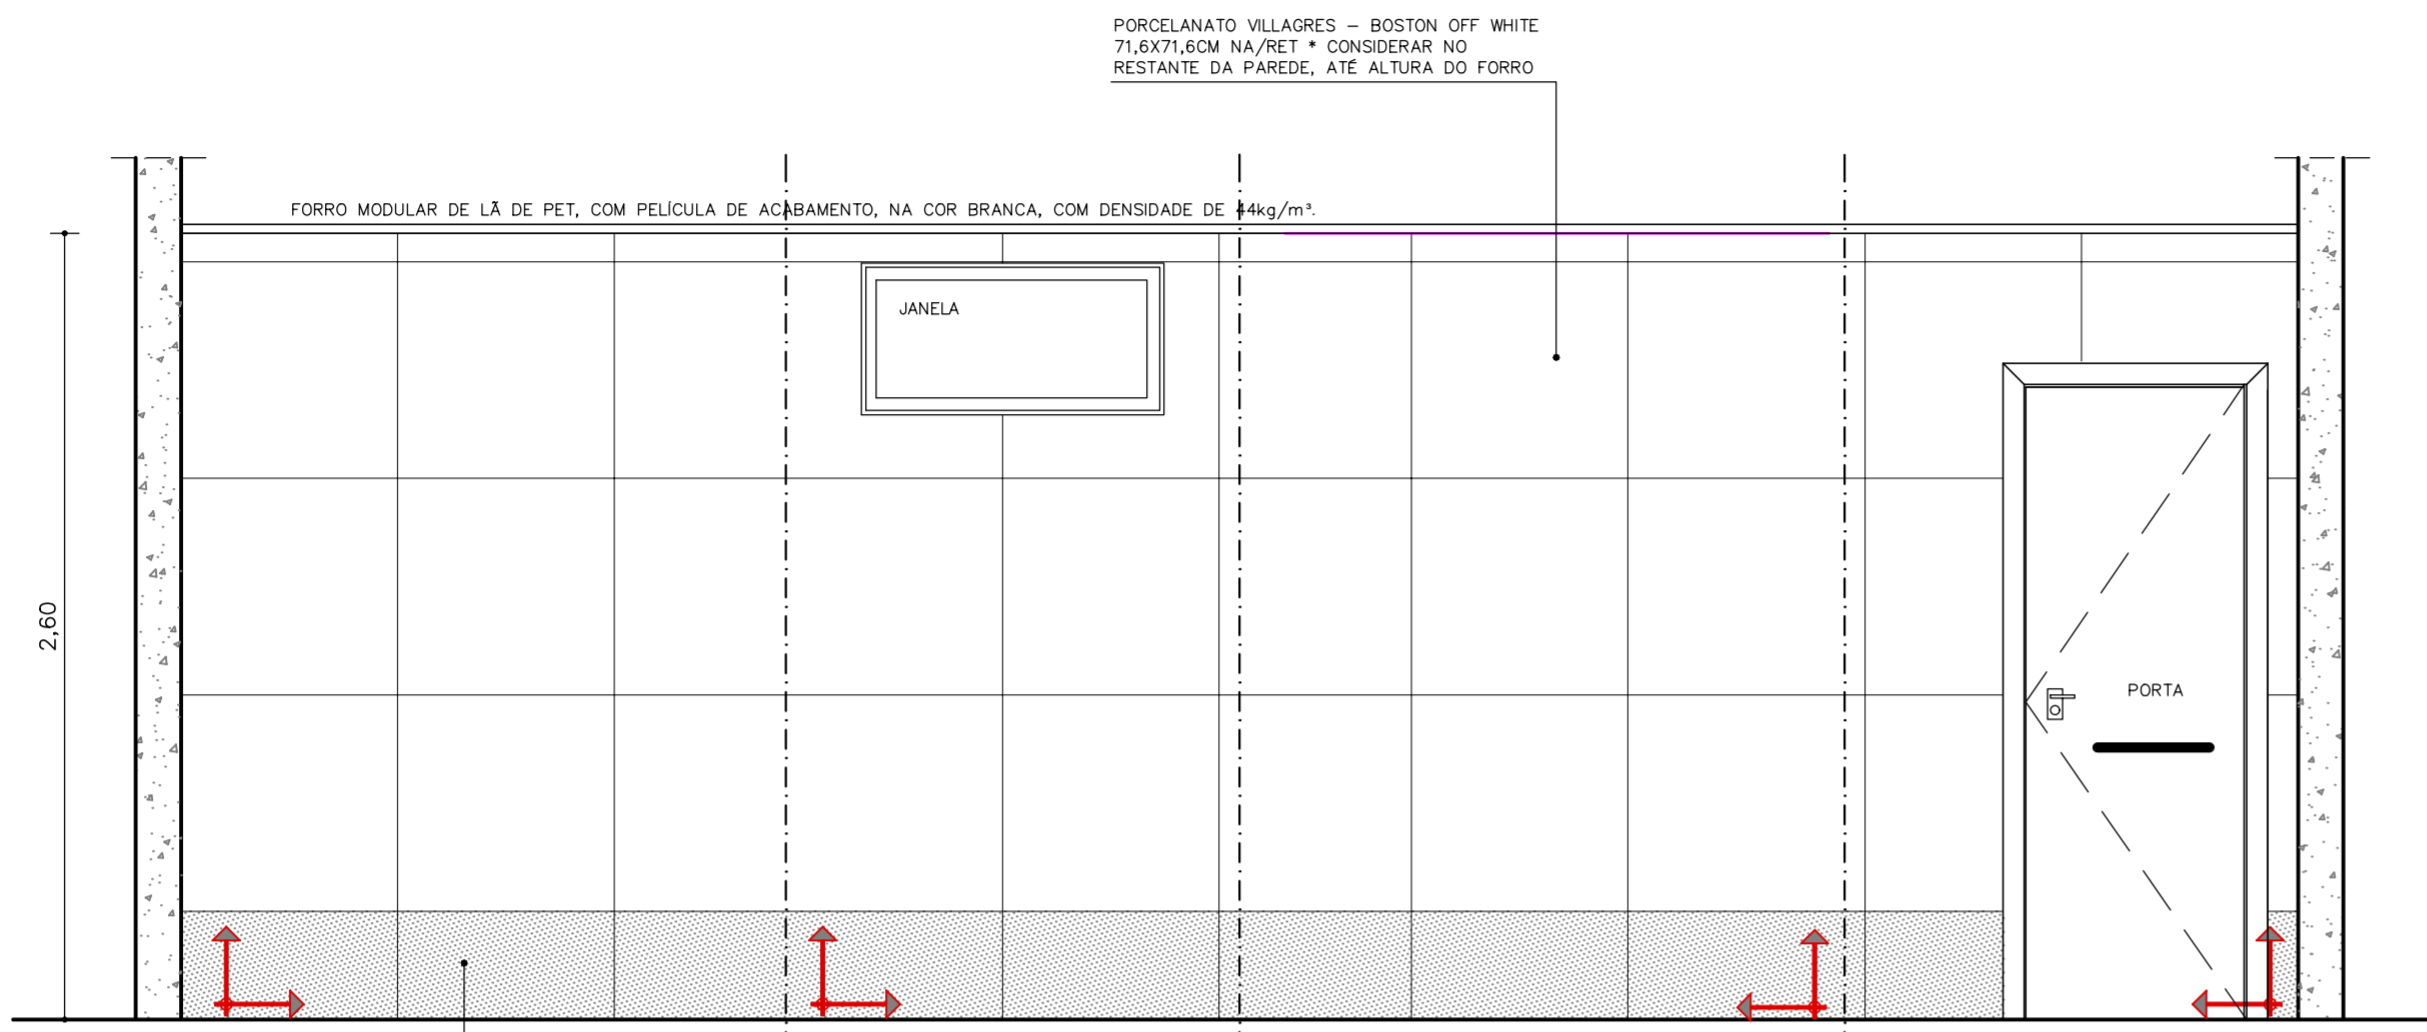 PORCELANATO VILLAGRES – BOSTON OFF WHITE
71,6X71,6CM NA/RET * CONSIDERAR NO
RESTANTE DA PAREDE, ATÉ ALTURA DO FORRO
FORRO MODULAR DE LÃ DE PET, COM PELÍCULA DE ACABAMENTO, NA COR BRANCA, COM DENSIDADE DE 44kg/m³.
JANELA
2,60
PORTA